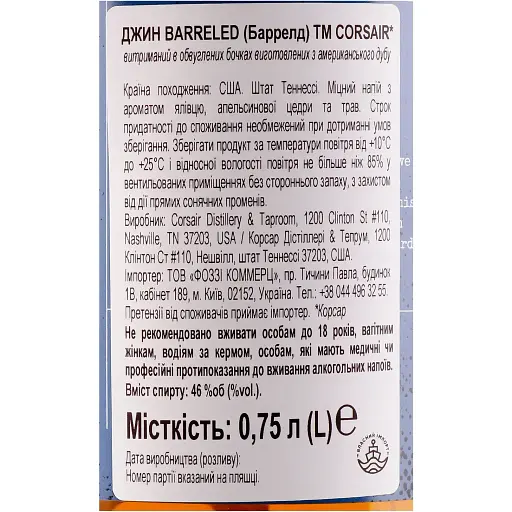 ДЖИН BARRELED (Баррелд) ТМ CORSAIR*
витриманий в обвуглених бочках виготовлених з американського дубу
Країна походження: США. Штат Теннессі. Міцний напій з
ароматом ялівцю, апельсинової цедри та трав. Строк
придатності до споживання необмежений при дотриманні умов
зберігання. Зберігати продукт за температури повітря від +10°С
до +25°С і відносної вологості повітря не більше ніж 85% у
вентильованих приміщеннях без стороннього запаху, з захистом
від дії прямих сонячних променів.
Виробник: Corsair Distillery & Taproom, 1200 Clinton St #110,
Nashville, TN 37203, USA / Корсар Дістіллері & Тепрум, 1200
Клінтон Ст #110, Нешвілл, штат Теннессі 37203, США.
Імпортер: ТОВ «ФОЗЗІ КОММЕРЦ», пр. Тичини Павла, будинок
1В, кабінет 189, м. Київ, 02152, Україна. Тел.: +38 044 496 32 55.
Претензії від споживачів приймає імпортер. *Корсар
Не рекомендовано вживати особам до 18 років, вагітним
жінкам, водіям за кермом, особам, які мають медичні чи
професійні протипоказання до вживання алкогольних напоїв.
Вміст спирту: 46 %об (%vol.).
Місткість: 0,75 л (L) ℮
Дата виробництва (розливу):
Номер партії вказаний на пляшці.
ВЛАСНИЙ ІМПОРТ